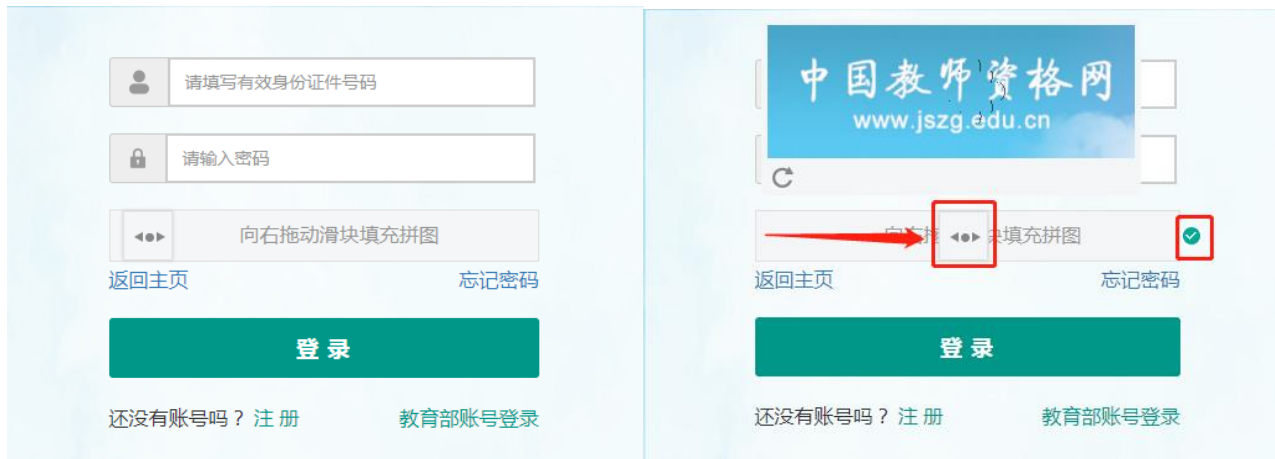 请填写有效身份证件号码
请输入密码
向右拖动滑块填充拼图
返回主页
忘记密码
登 录
还没有账号吗？注 册
教育部账号登录
中国教师资格网
www.jszg.edu.cn
块填充拼图
返回主页
忘记密码
登 录
还没有账号吗？注 册
教育部账号登录